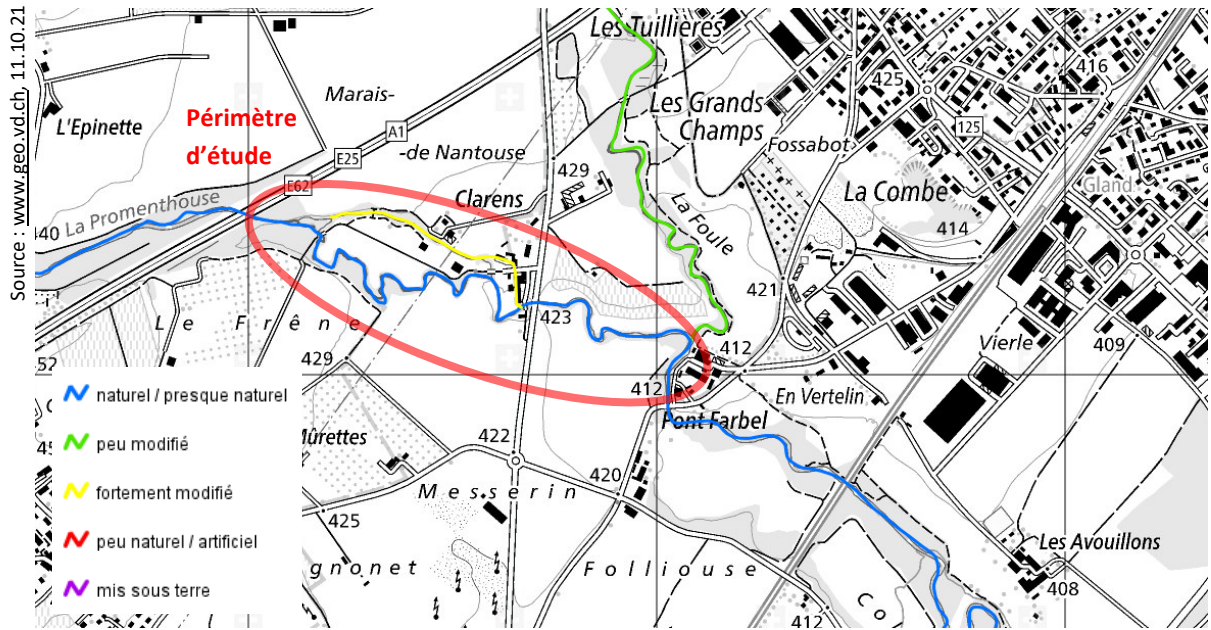 Source : www.geo.vd.ch, 11.10.21
Les Tuillières
416
425
Marais-
L'Epinette
Périmètre
d'étude
Les Grands
Champs
A1
125
Fossabot
-de Nantouse
E25
429
La Combe
Gland
E62
Clarens
La Promenthouse
La Foule
414
440
421
423
Le Frêne
Vierle
409
412
429
52
412
En Vertelin
naturel / presque naturel
Pont Farbel
peu modifié
Mûrettes
422
420
fortement modifié
Messerin
425
peu naturel / artificiel
Les Avouillons
gnonet
Folliouse
mis sous terre
408
Co
412